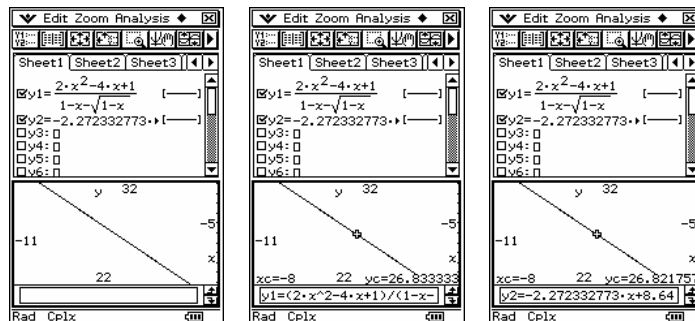 Edit Zoom Analysis ◆
Sheet1 Sheet2 Sheet3
y1=(2·x^2-4·x+1)/(1-x-√(1-x)) [—]
y2=-2.272332773·▸[—]
y3:▯
y4:▯
y5:▯
y6:▯
y 32
-5
-11
x
22
Rad Cplx
Edit Zoom Analysis ◆
Sheet1 Sheet2 Sheet3
y1=(2·x^2-4·x+1)/(1-x-√(1-x)) [—]
y2=-2.272332773·▸[—]
y3:▯
y4:▯
y5:▯
y6:▯
y 32
-5
-11
x
xc=-8 22 yc=26.833333
y1=(2·x^2-4·x+1)/(1-x-
Rad Cplx
Edit Zoom Analysis ◆
Sheet1 Sheet2 Sheet3
y1=(2·x^2-4·x+1)/(1-x-√(1-x)) [—]
y2=-2.272332773·▸[—]
y3:▯
y4:▯
y5:▯
y6:▯
y 32
-5
-11
x
xc=-8 22 yc=26.821757
y2=-2.272332773·x+8.64
Rad Cplx